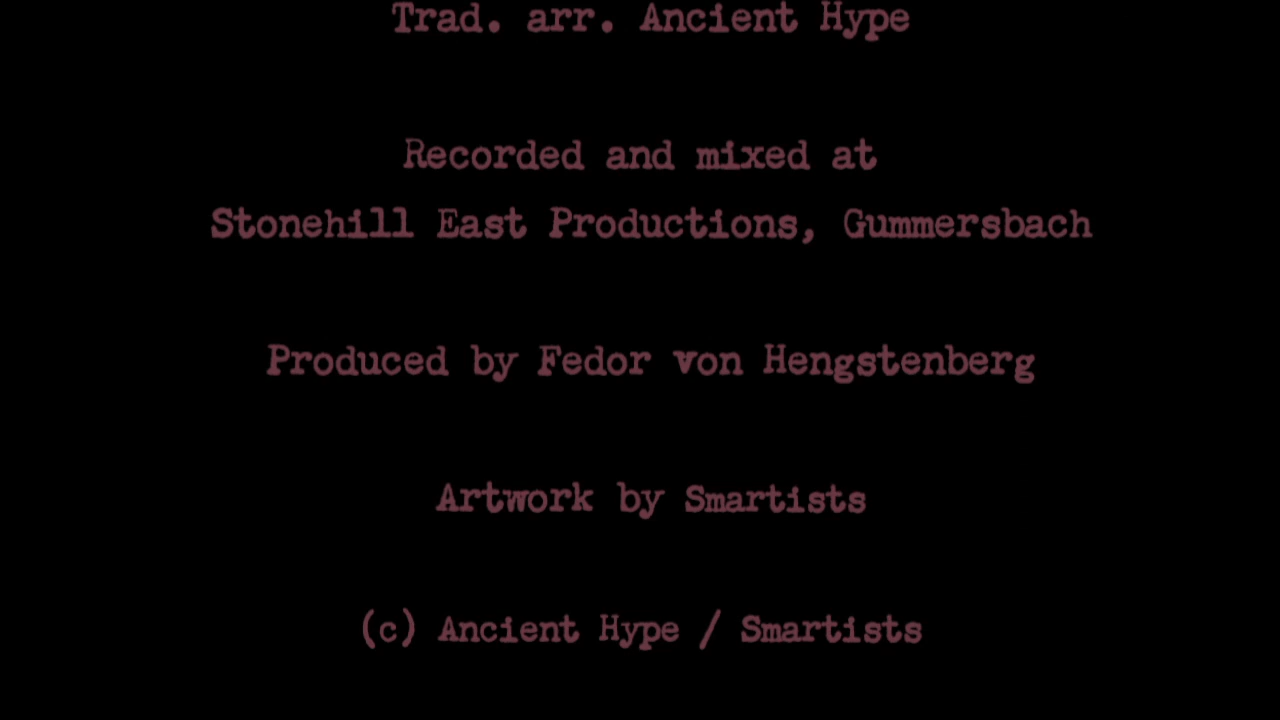 Trad. arr. Ancient Hype
Recorded and mixed at
Stonehill East Productions, Gummersbach
Produced by Fedor von Hengstenberg
Artwork by Smartists
(c) Ancient Hype / Smartists